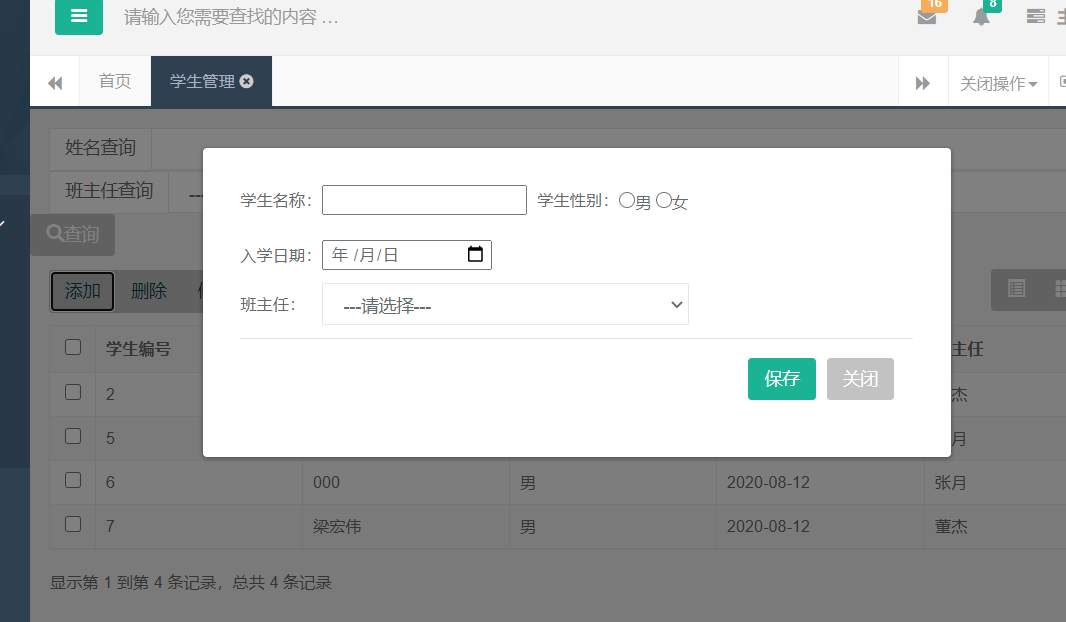 请输入您需要查找的内容 … 16 8
首页 学生管理 关闭操作
姓名查询
班主任查询 ---
查询
学生名称： 学生性别： 男 女
入学日期： 年 /月/日
班主任： ---请选择---
保存 关闭
添加 删除
学生编号 主任
2 杰
5 月
6 000 男 2020-08-12 张月
7 梁宏伟 男 2020-08-12 董杰
显示第 1 到第 4 条记录，总共 4 条记录